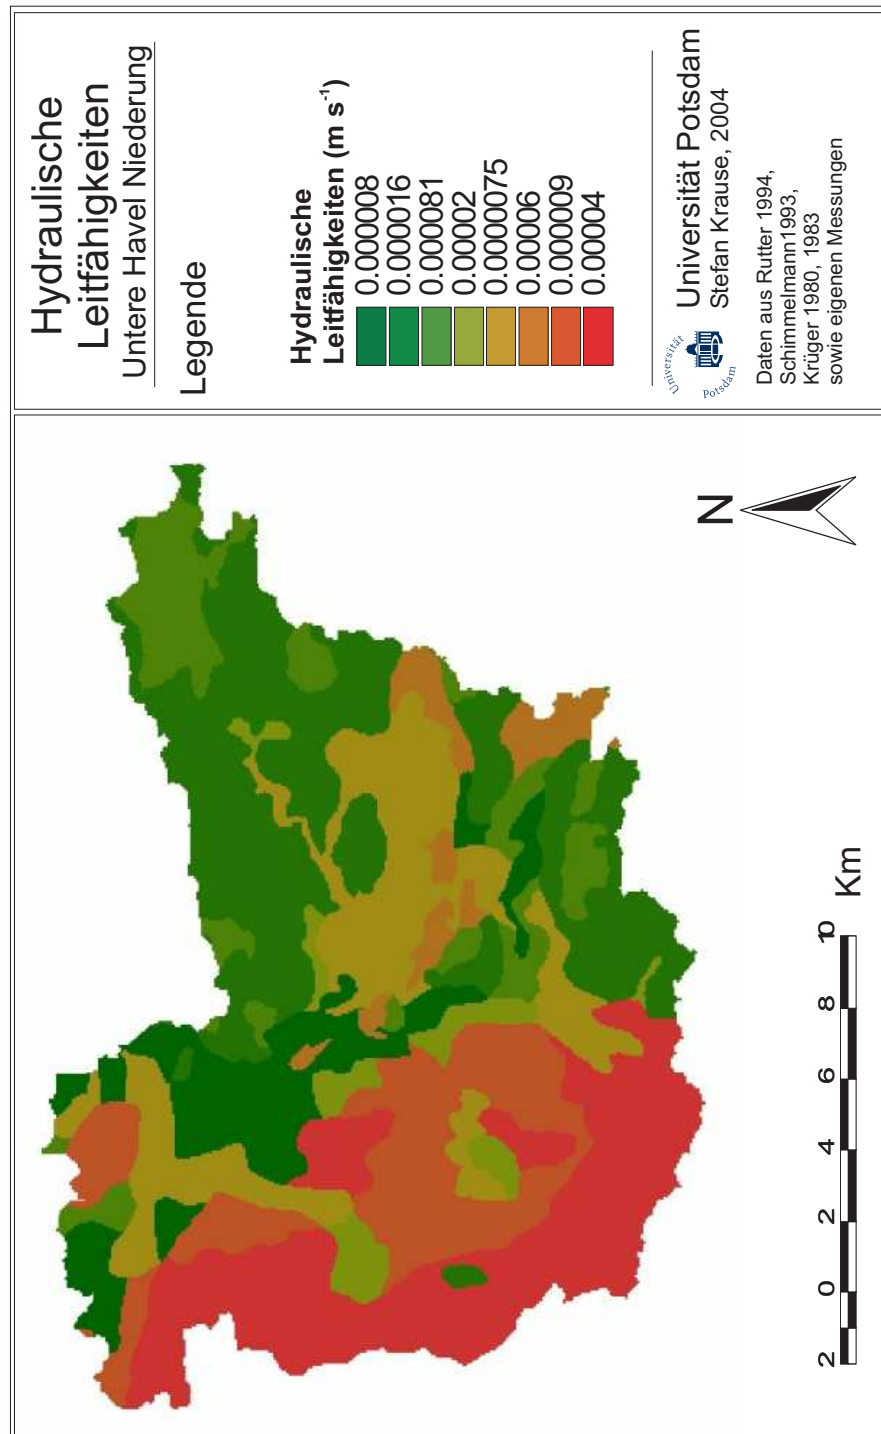 Hydraulische
Leitfähigkeiten
Untere Havel Niederung
Legende
Hydraulische
Leitfähigkeiten (m s⁻¹)
0.000008
0.000016
0.000081
0.00002
0.0000075
0.00006
0.000009
0.00004
Universität
Potsdam
Universität Potsdam
Stefan Krause, 2004
Daten aus Rutter 1994,
Schimmelmann1993,
Krüger 1980, 1983
sowie eigenen Messungen
N
2 0 2 4 6 8 10
Km